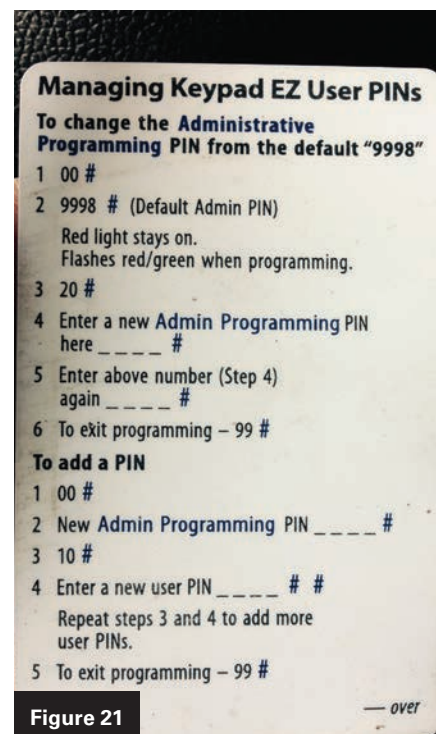 Managing Keypad EZ User PINs
To change the Administrative
Programming PIN from the default “9998”
1 00 #
2 9998 # (Default Admin PIN)
Red light stays on.
Flashes red/green when programming.
3 20 #
4 Enter a new Admin Programming PIN
here _ _ _ _ #
5 Enter above number (Step 4)
again _ _ _ _ #
6 To exit programming – 99 #
To add a PIN
1 00 #
2 New Admin Programming PIN _ _ _ _ #
3 10 #
4 Enter a new user PIN _ _ _ _ # #
Repeat steps 3 and 4 to add more
user PINs.
5 To exit programming – 99 #
— over
Figure 21